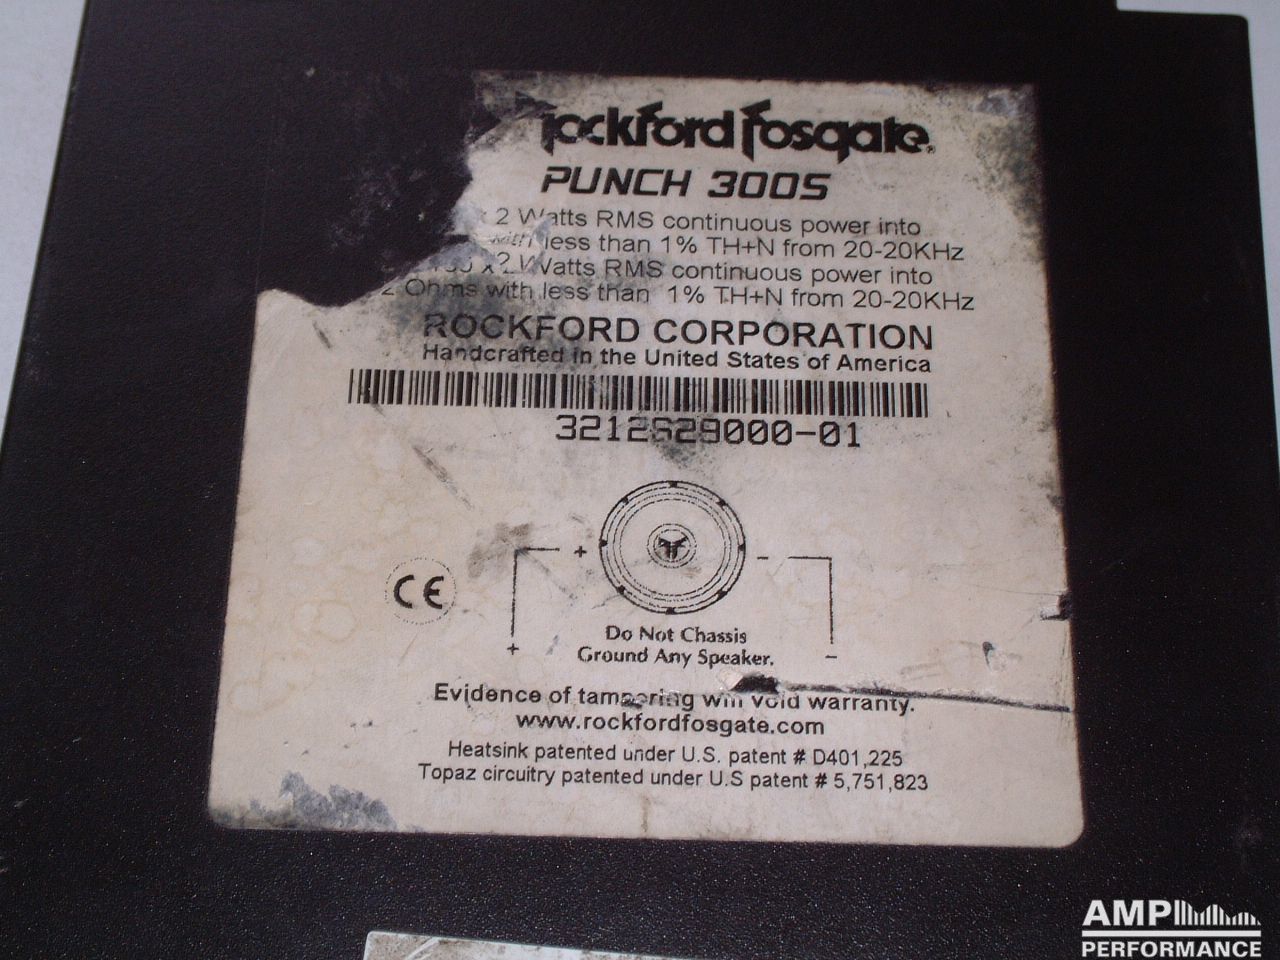 rockford fosgate®
PUNCH 300S
x 2 Watts RMS continuous power into
with less than 1% TH+N from 20-20KHz
x 2 Watts RMS continuous power into
2 Ohms with less than 1% TH+N from 20-20KHz
ROCKFORD CORPORATION
Handcrafted in the United States of America
3212S29000-01
+ -
CE
Do Not Chassis
Ground Any Speaker.
+ -
Evidence of tampering will void warranty.
www.rockfordfosgate.com
Heatsink patented under U.S. patent # D401,225
Topaz circuitry patented under U.S patent # 5,751,823
AMP
PERFORMANCE